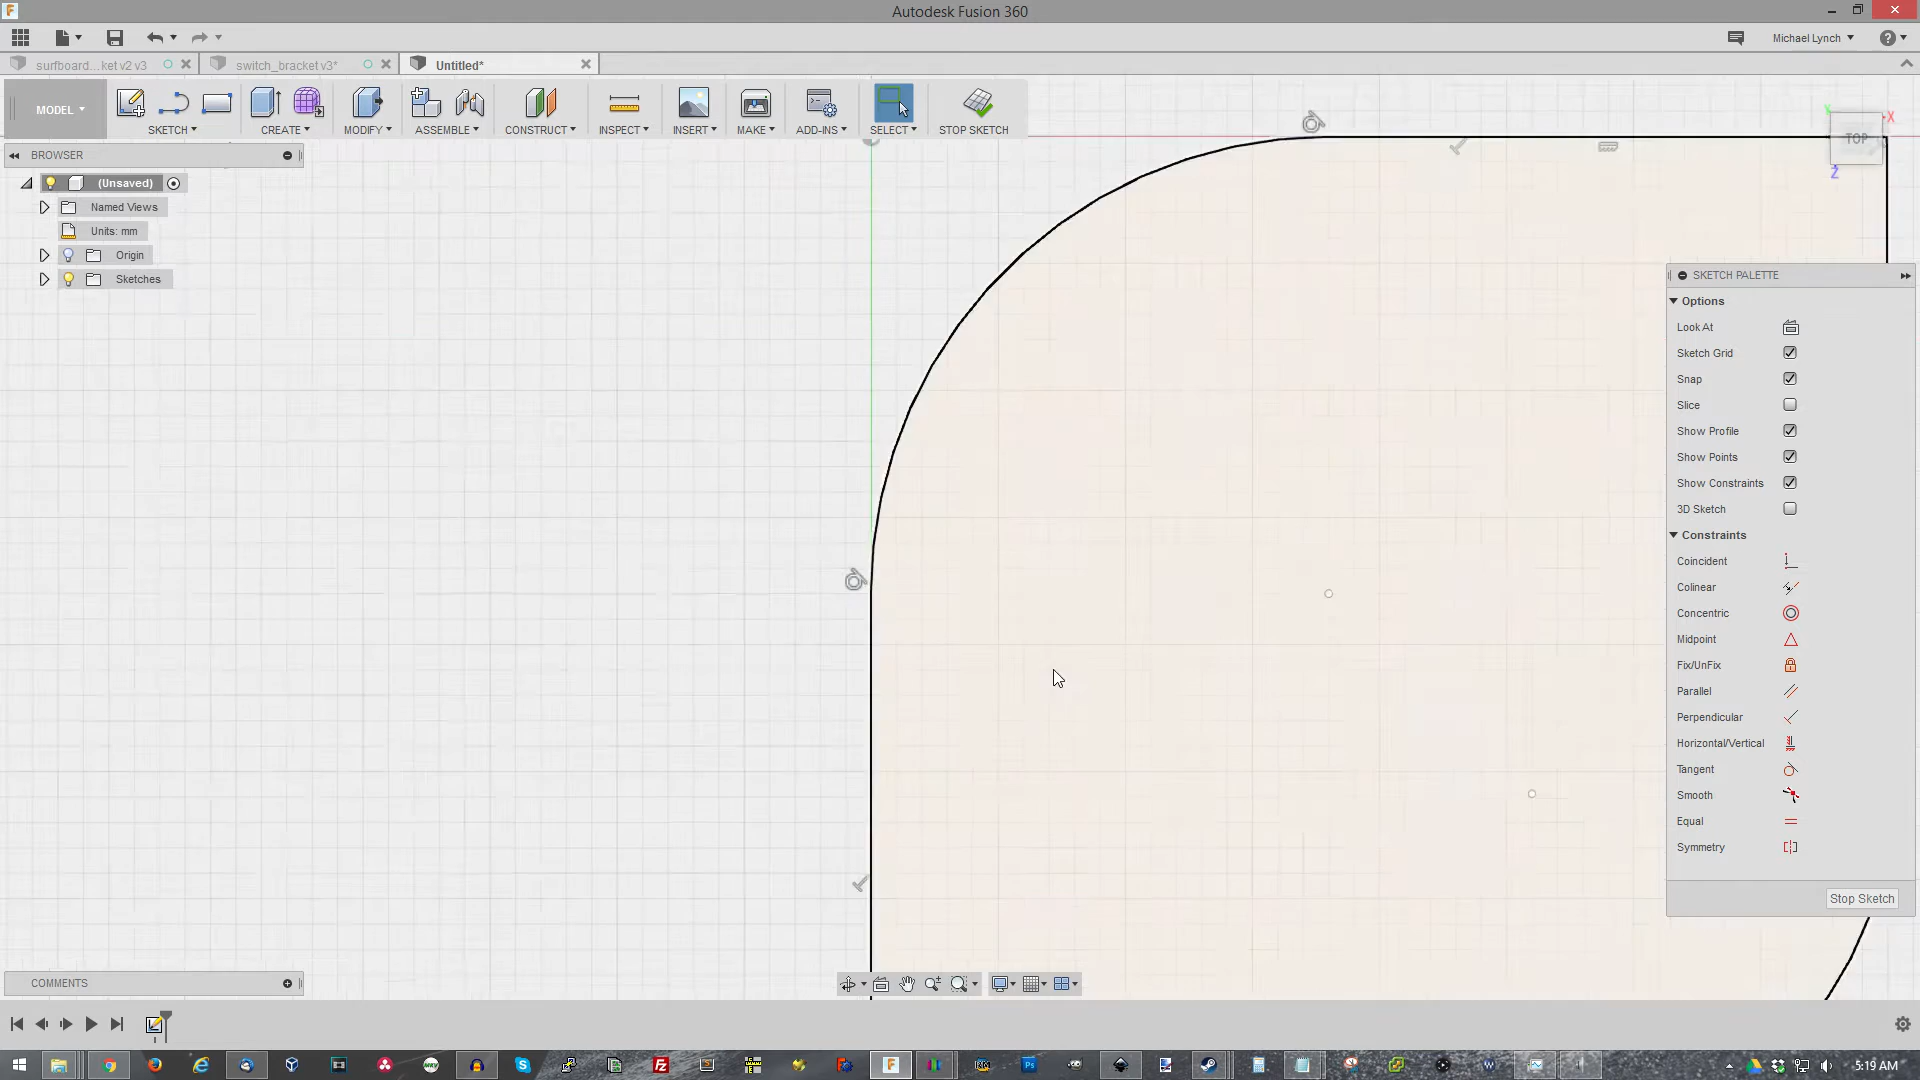 Autodesk Fusion 360
Michael Lynch
surfboard...ket v2 v3
switch_bracket v3*
Untitled*
MODEL
SKETCH
CREATE
MODIFY
ASSEMBLE
CONSTRUCT
INSPECT
INSERT
MAKE
ADD-INS
SELECT
STOP SKETCH
BROWSER
(Unsaved)
Named Views
Units: mm
Origin
Sketches
X
Y
TOP
Z
SKETCH PALETTE
Options
Look At
Sketch Grid
Snap
Slice
Show Profile
Show Points
Show Constraints
3D Sketch
Constraints
Coincident
Colinear
Concentric
Midpoint
Fix/UnFix
Parallel
Perpendicular
Horizontal/Vertical
Tangent
Smooth
Equal
Symmetry
Stop Sketch
COMMENTS
5:19 AM